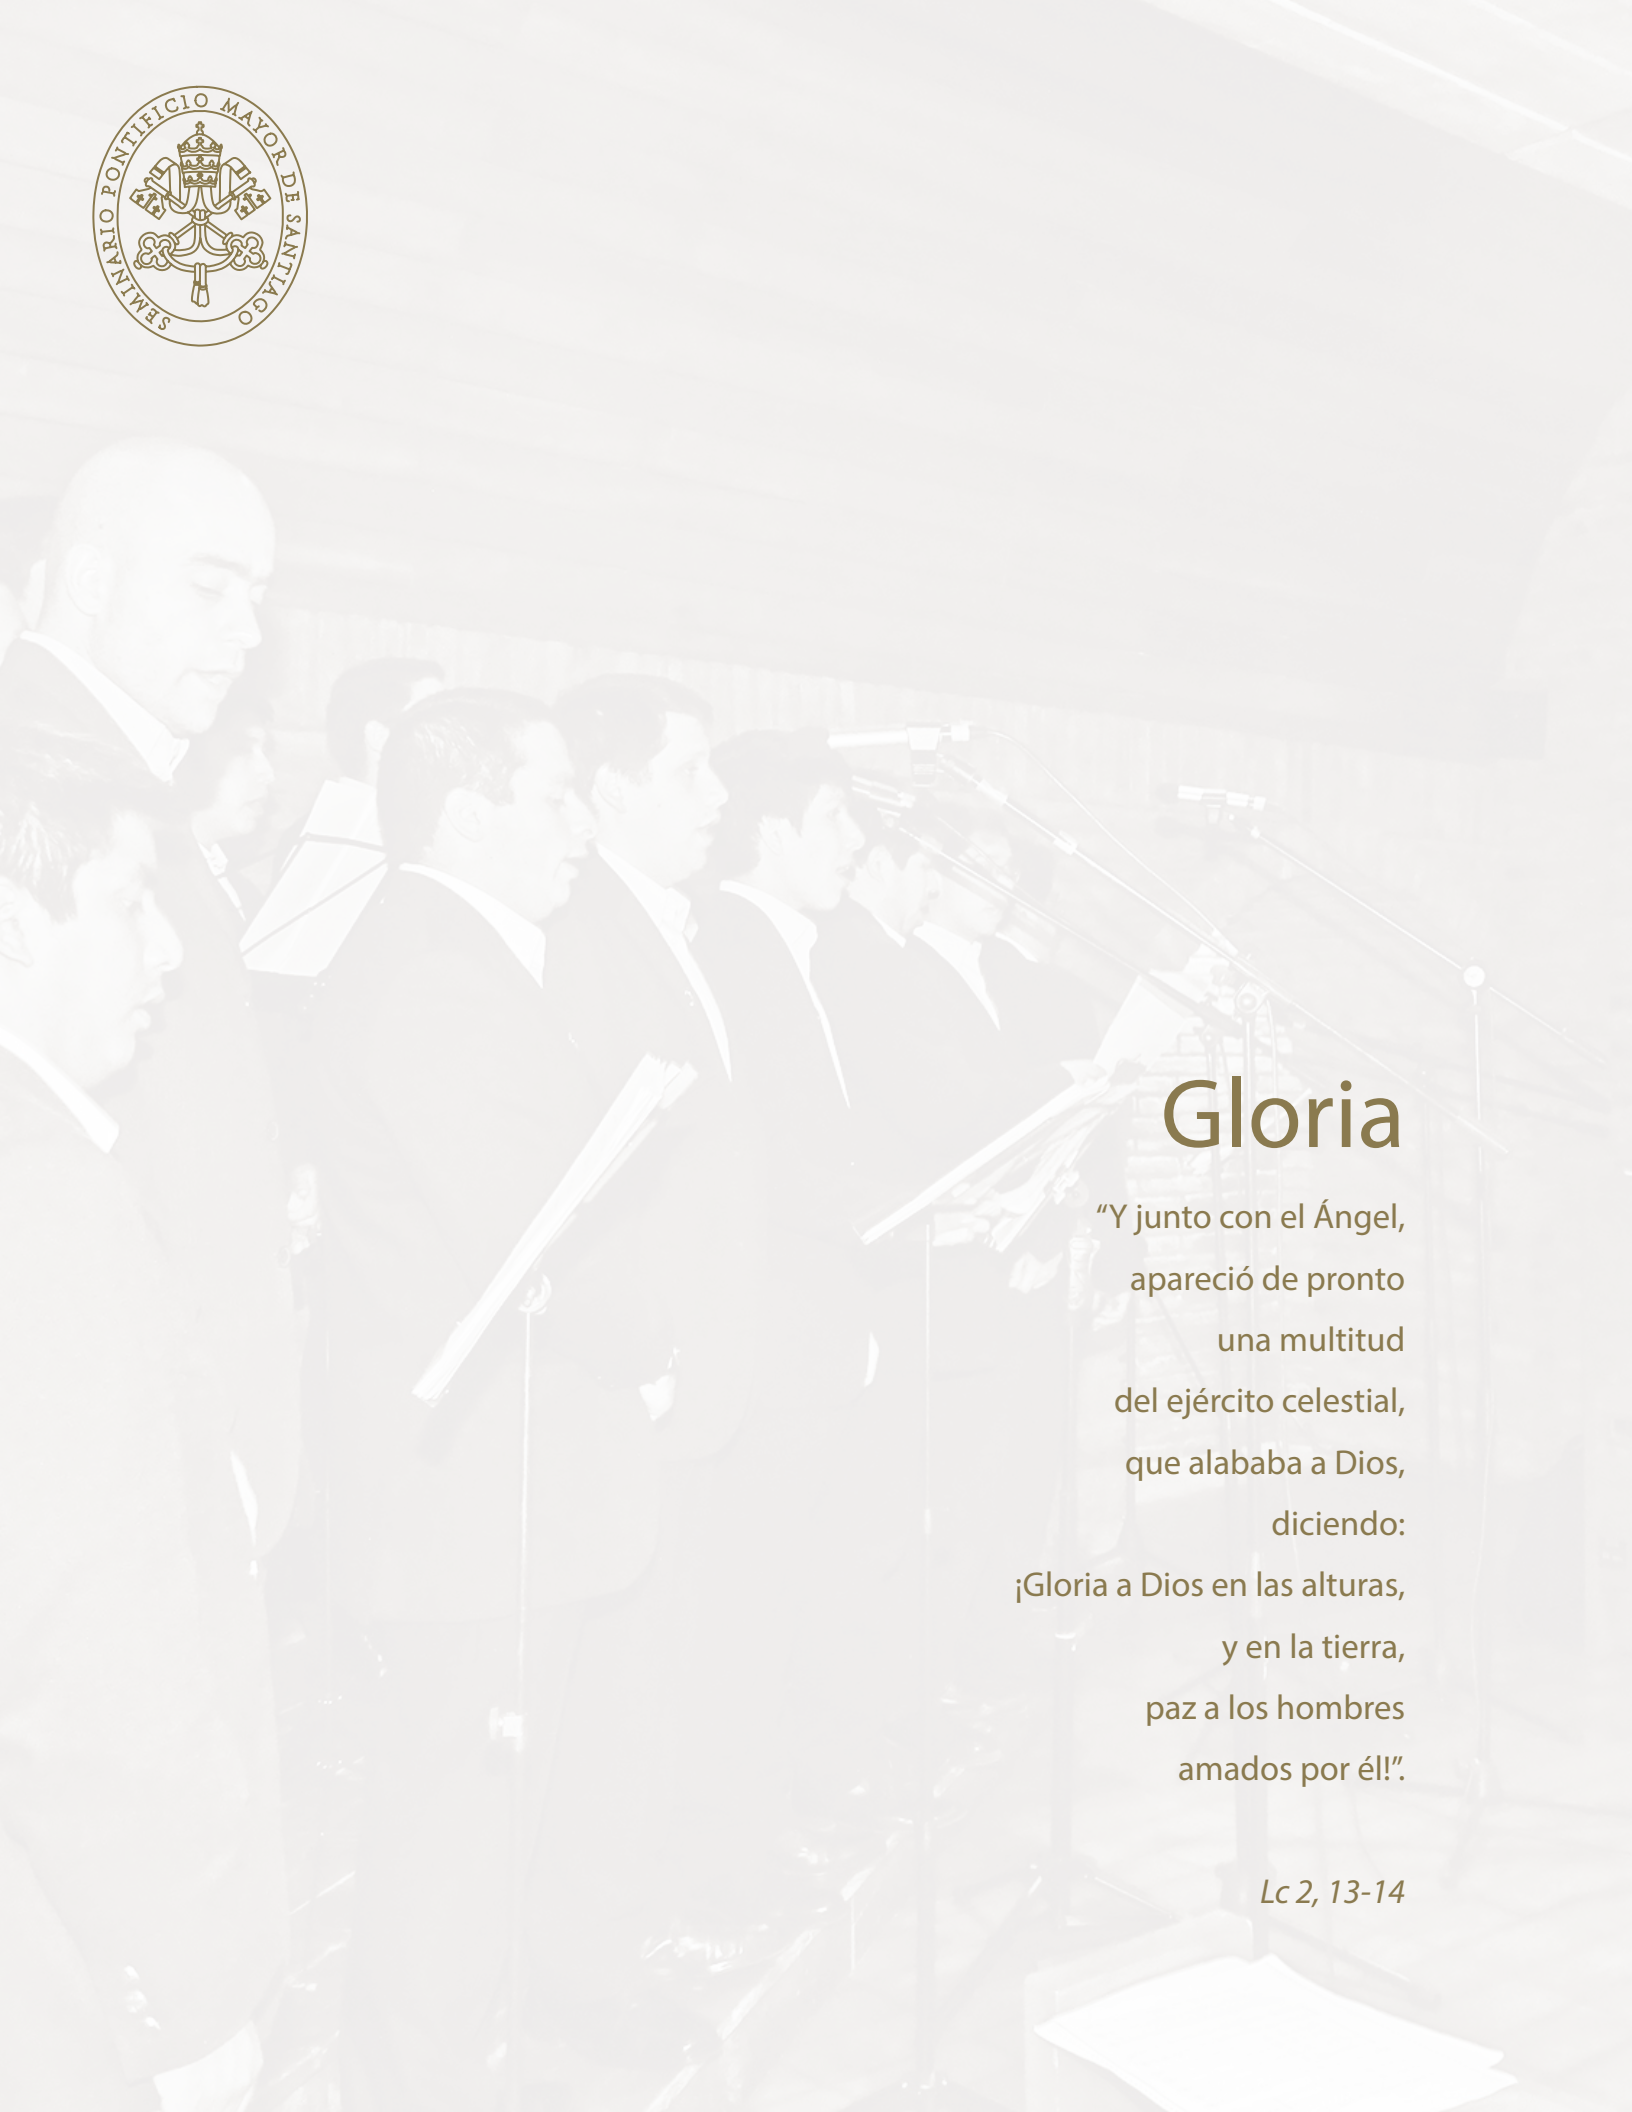 SEMINARIO PONTIFICIO MAYOR DE SANTIAGO
Gloria
“Y junto con el Ángel,
apareció de pronto
una multitud
del ejército celestial,
que alababa a Dios,
diciendo:
¡Gloria a Dios en las alturas,
y en la tierra,
paz a los hombres
amados por él!”.
Lc 2, 13-14